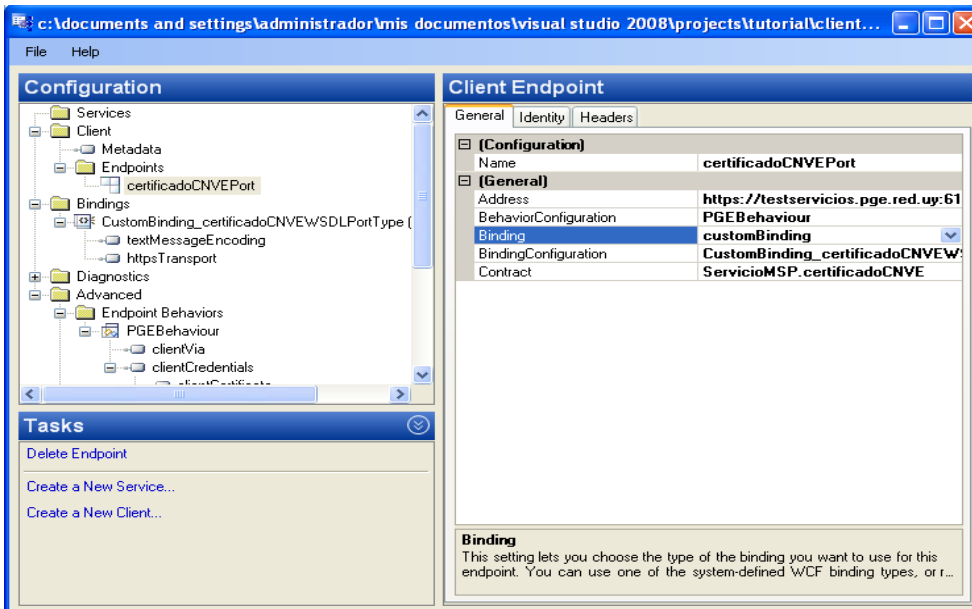 c:\documents and settings\administrador\mis documentos\visual studio 2008\projects\tutorial\client...
File Help
Configuration
Services
Client
Metadata
Endpoints
certificadoCNVEPort
Bindings
CustomBinding_certificadoCNVEWSDLPortType (
textMessageEncoding
httpsTransport
Diagnostics
Advanced
Endpoint Behaviors
PGEBehaviour
clientVia
clientCredentials
clientCertificate
Tasks
Delete Endpoint
Create a New Service...
Create a New Client...
Client Endpoint
General Identity Headers
(Configuration)
Name certificadoCNVEPort
(General)
Address https://testservicios.pge.red.uy:61
BehaviorConfiguration PGEBehaviour
Binding customBinding
BindingConfiguration CustomBinding_certificadoCNVEW
Contract ServicioMSP.certificadoCNVE
Binding
This setting lets you choose the type of the binding you want to use for this
endpoint. You can use one of the system-defined WCF binding types, or r...